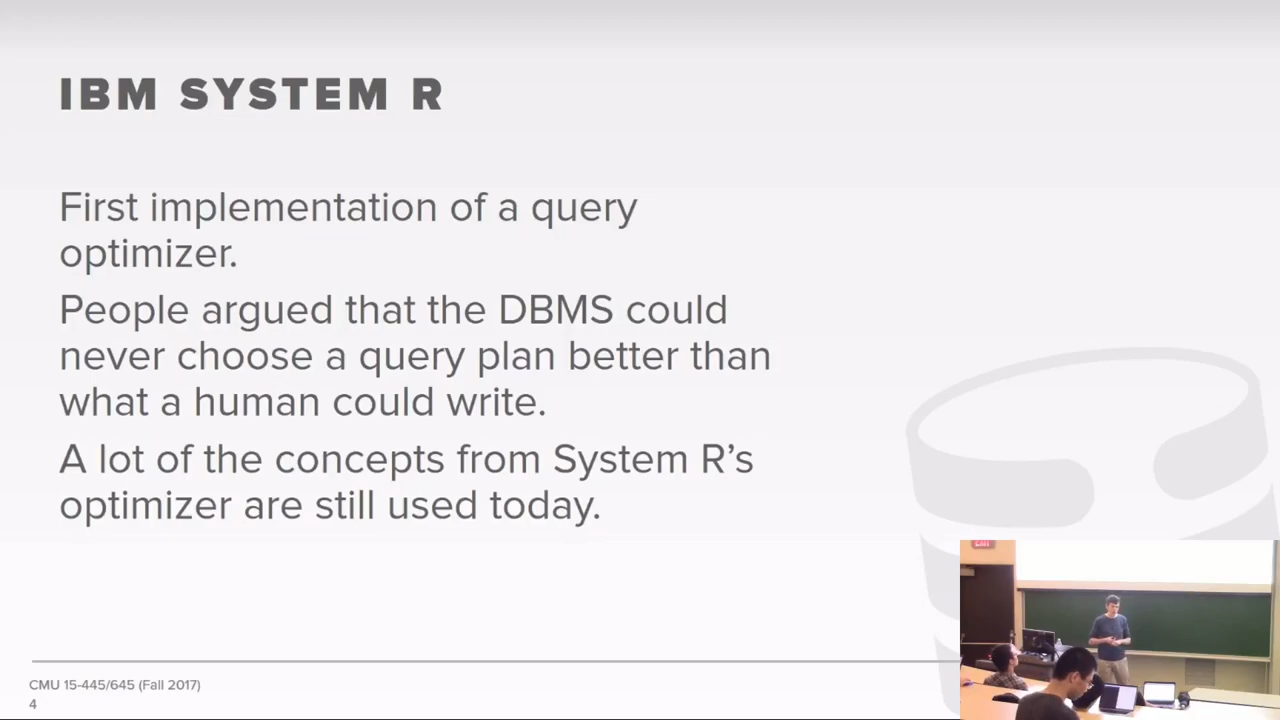 IBM SYSTEM R
First implementation of a query
optimizer.
People argued that the DBMS could
never choose a query plan better than
what a human could write.
A lot of the concepts from System R's
optimizer are still used today.
CMU 15-445/645 (Fall 2017)
4